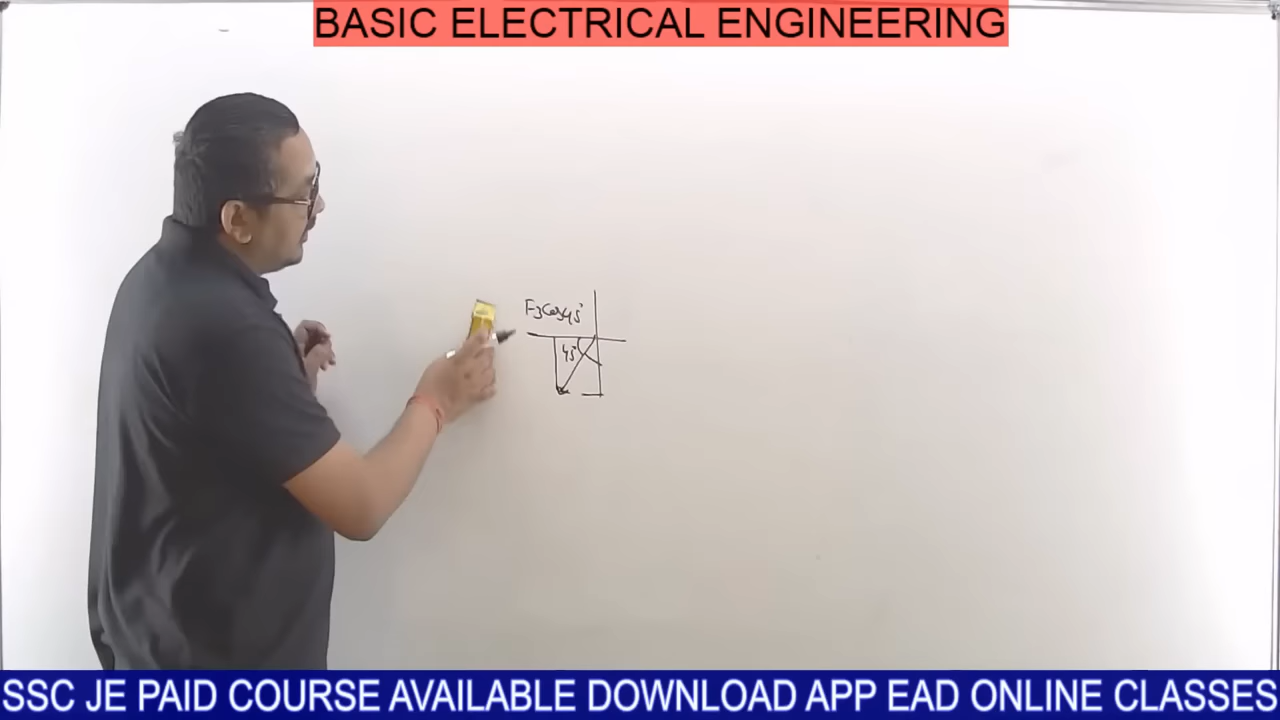 BASIC ELECTRICAL ENGINEERING
F3Cos45°
45°
SSC JE PAID COURSE AVAILABLE DOWNLOAD APP EAD ONLINE CLASSES